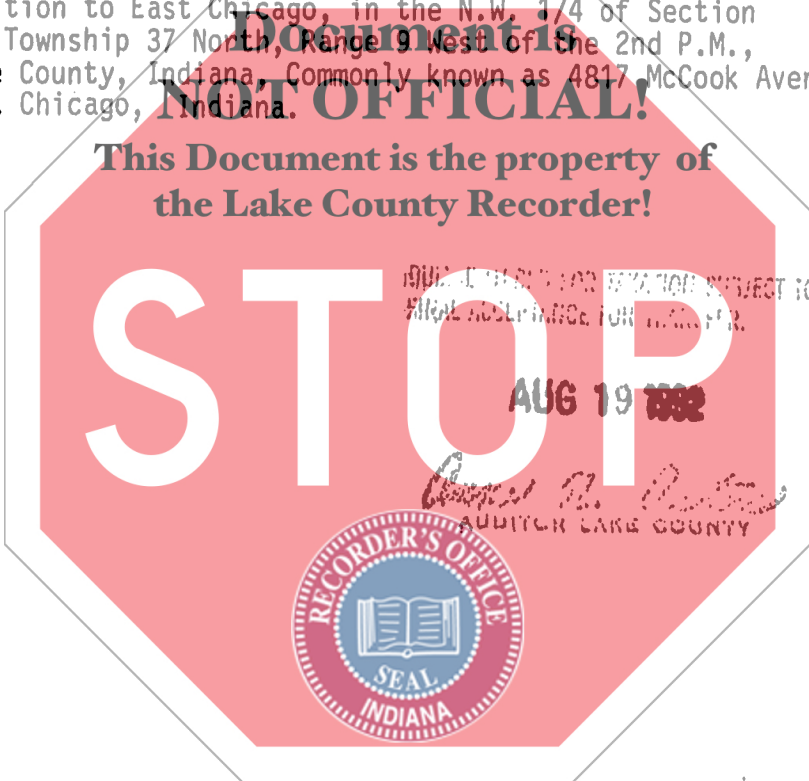 tion to East Chicago, in the N.W. 1/4 of Section
Township 37 North, Range 9 West of the 2nd P.M.,
County, Indiana, Commonly known as 4817 McCook Aven
Chicago, Indiana.
Document is
NOT OFFICIAL!
This Document is the property of
the Lake County Recorder!
STOP
AUG 19
AUDITOR LAKE COUNTY
RECORDER'S OFFICE
SEAL
INDIANA